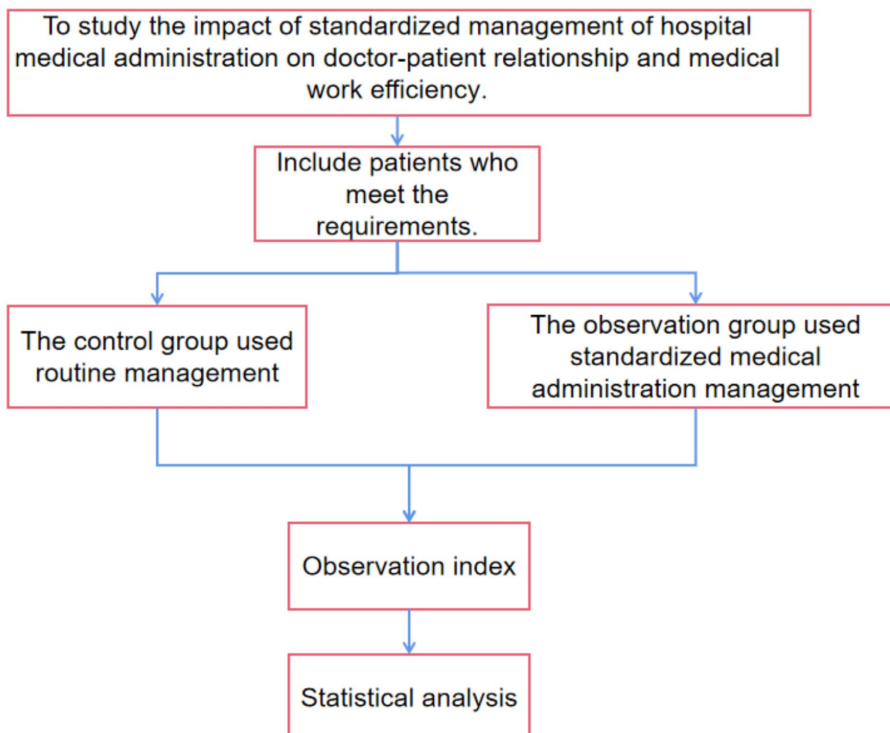 To study the impact of standardized management of hospital
medical administration on doctor-patient relationship and medical
work efficiency.
Include patients who
meet the
requirements.
The control group used
routine management
The observation group used
standardized medical
administration management
Observation index
Statistical analysis